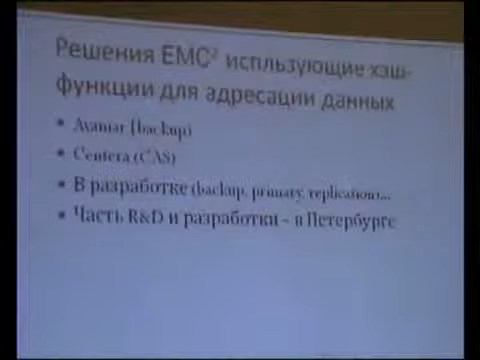 Решения EMC² испльзующие хэш-
функции для адресации данных
• Avamar (backup)
• Centera (CAS)
• В разработке (backup, primary, replication)...
• Часть R&D и разработки – в Петербурге